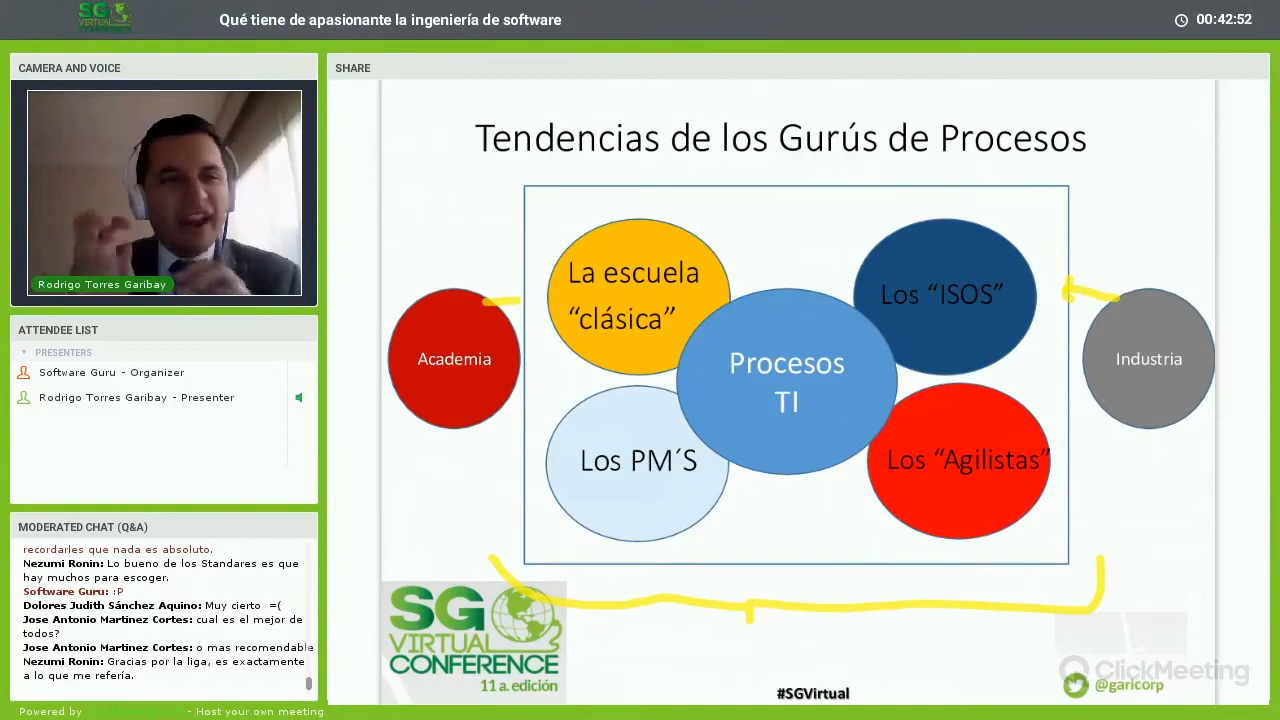 SG
VIRTUAL
CONFERENCE
Qué tiene de apasionante la ingeniería de software
00:42:52
CAMERA AND VOICE
Rodrigo Torres Garibay
ATTENDEE LIST
PRESENTERS
Software Guru - Organizer
Rodrigo Torres Garibay - Presenter
MODERATED CHAT (Q&A)
recordarles que nada es absoluto.
Nezumi Ronin: Lo bueno de los Standares es que
hay muchos para escoger.
Software Guru: :P
Dolores Judith Sánchez Aquino: Muy cierto =(
Jose Antonio Martinez Cortes: cual es el mejor de
todos?
Jose Antonio Martinez Cortes: o mas recomendable
Nezumi Ronin: Gracias por la liga, es exactamente
a lo que me refería.
Powered by
- Host your own meeting
SHARE
Tendencias de los Gurús de Procesos
La escuela
“clásica”
Los “ISOS”
Academia
Procesos
TI
Industria
Los PM´S
Los “Agilistas”
SG
VIRTUAL
CONFERENCE
11 a. edición
#SGVirtual
ClickMeeting
@garicorp